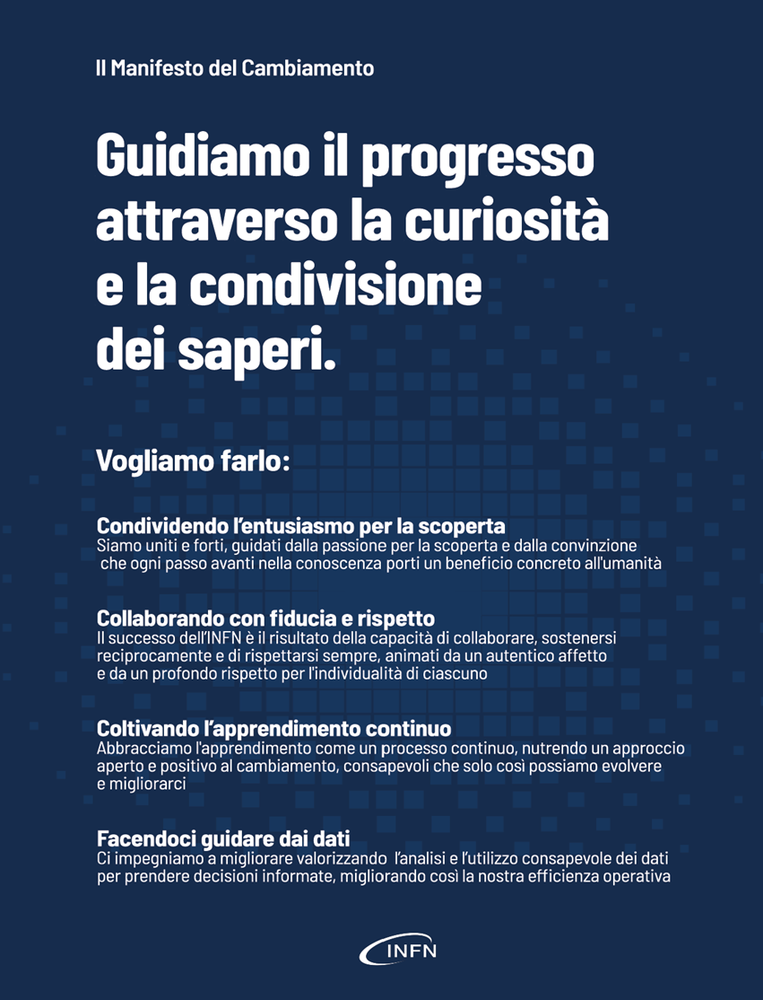 Il Manifesto del Cambiamento
Guidiamo il progresso
attraverso la curiosità
e la condivisione
dei saperi.
Vogliamo farlo:
Condividendo l’entusiasmo per la scoperta
Siamo uniti e forti, guidati dalla passione per la scoperta e dalla convinzione
che ogni passo avanti nella conoscenza porti un beneficio concreto all'umanità
Collaborando con fiducia e rispetto
Il successo dell’INFN è il risultato della capacità di collaborare, sostenersi
reciprocamente e di rispettarsi sempre, animati da un autentico affetto
e da un profondo rispetto per l'individualità di ciascuno
Coltivando l’apprendimento continuo
Abbracciamo l'apprendimento come un processo continuo, nutrendo un approccio
aperto e positivo al cambiamento, consapevoli che solo così possiamo evolvere
e migliorarci
Facendoci guidare dai dati
Ci impegniamo a migliorare valorizzando l’analisi e l’utilizzo consapevole dei dati
per prendere decisioni informate, migliorando così la nostra efficienza operativa
INFN